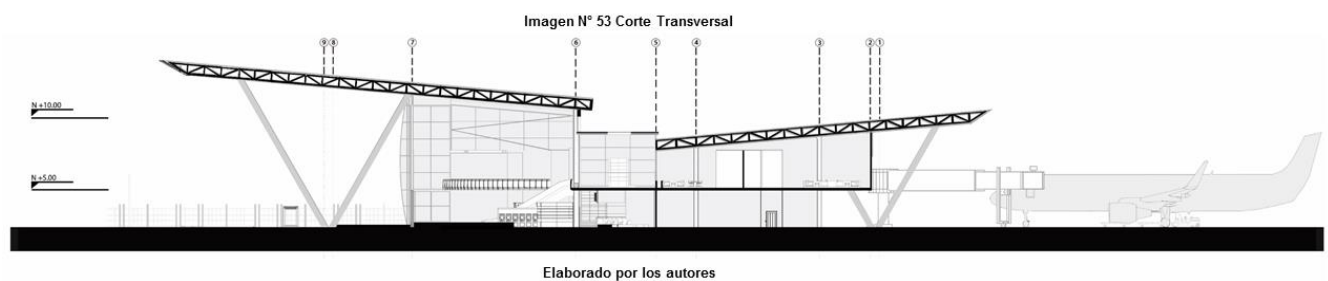 Imagen N° 53 Corte Transversal
9 8 7 6 5 4 3 2 1
N +10.00
N +5.00
Elaborado por los autores